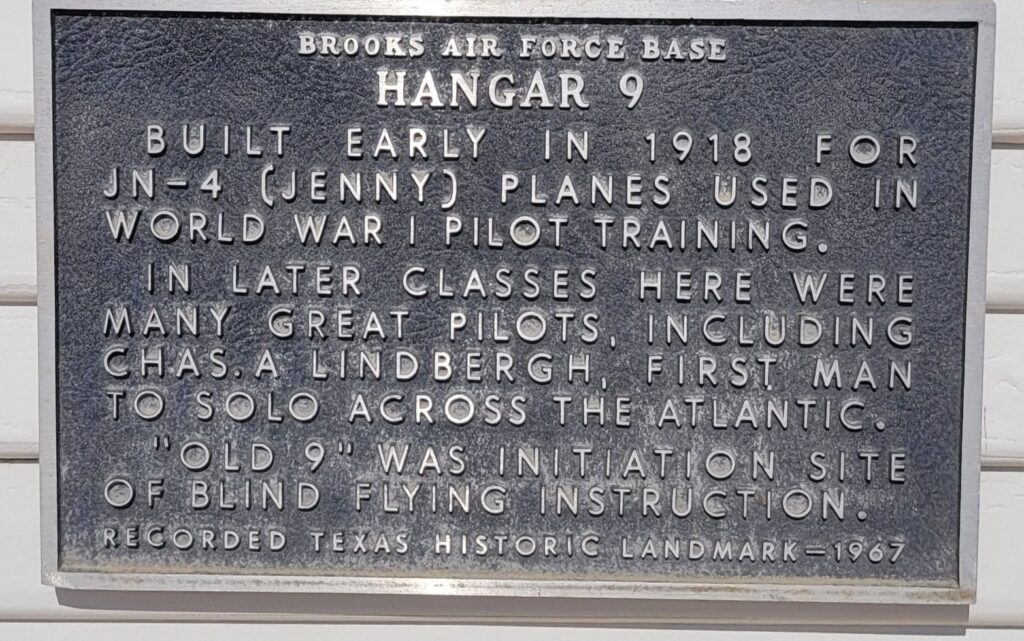 BROOKS AIR FORCE BASE
HANGAR 9
BUILT EARLY IN 1918 FOR
JN-4 (JENNY) PLANES USED IN
WORLD WAR I PILOT TRAINING.
IN LATER CLASSES HERE WERE
MANY GREAT PILOTS, INCLUDING
CHAS. A LINDBERGH, FIRST MAN
TO SOLO ACROSS THE ATLANTIC.
"OLD 9" WAS INITIATION SITE
OF BLIND FLYING INSTRUCTION.
RECORDED TEXAS HISTORIC LANDMARK—1967